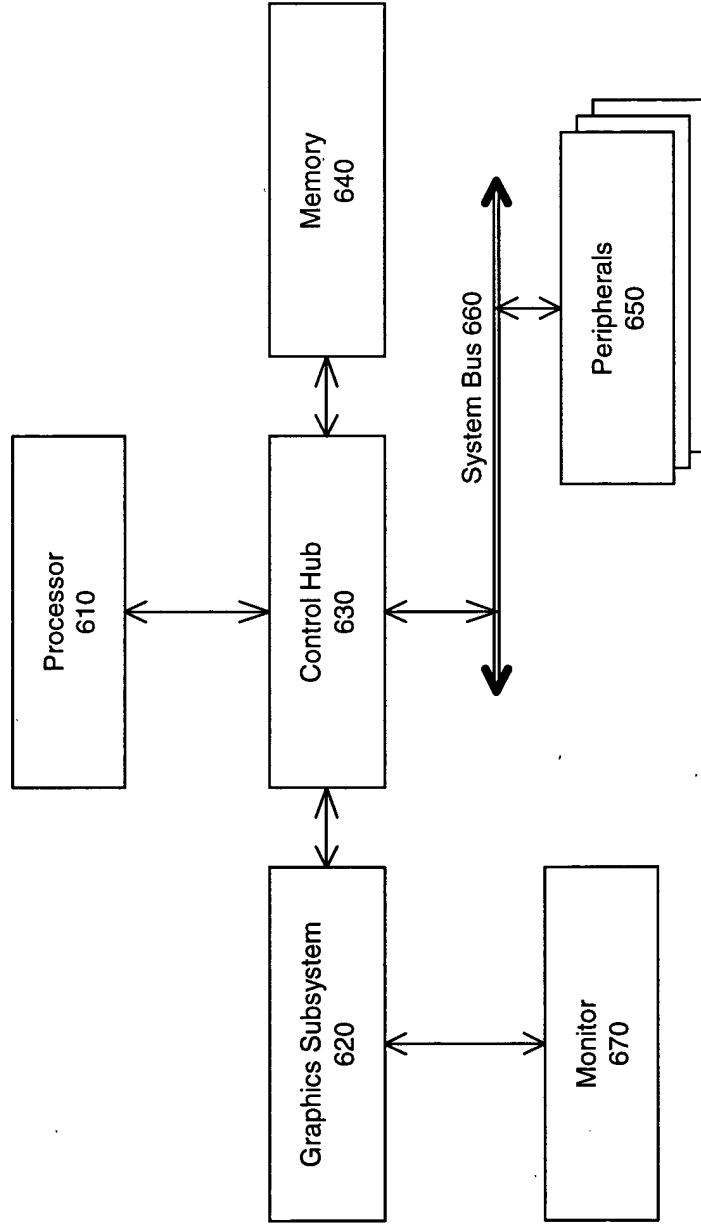 Processor
610
Graphics Subsystem
620
Control Hub
630
Memory
640
System Bus 660
Monitor
670
Peripherals
650